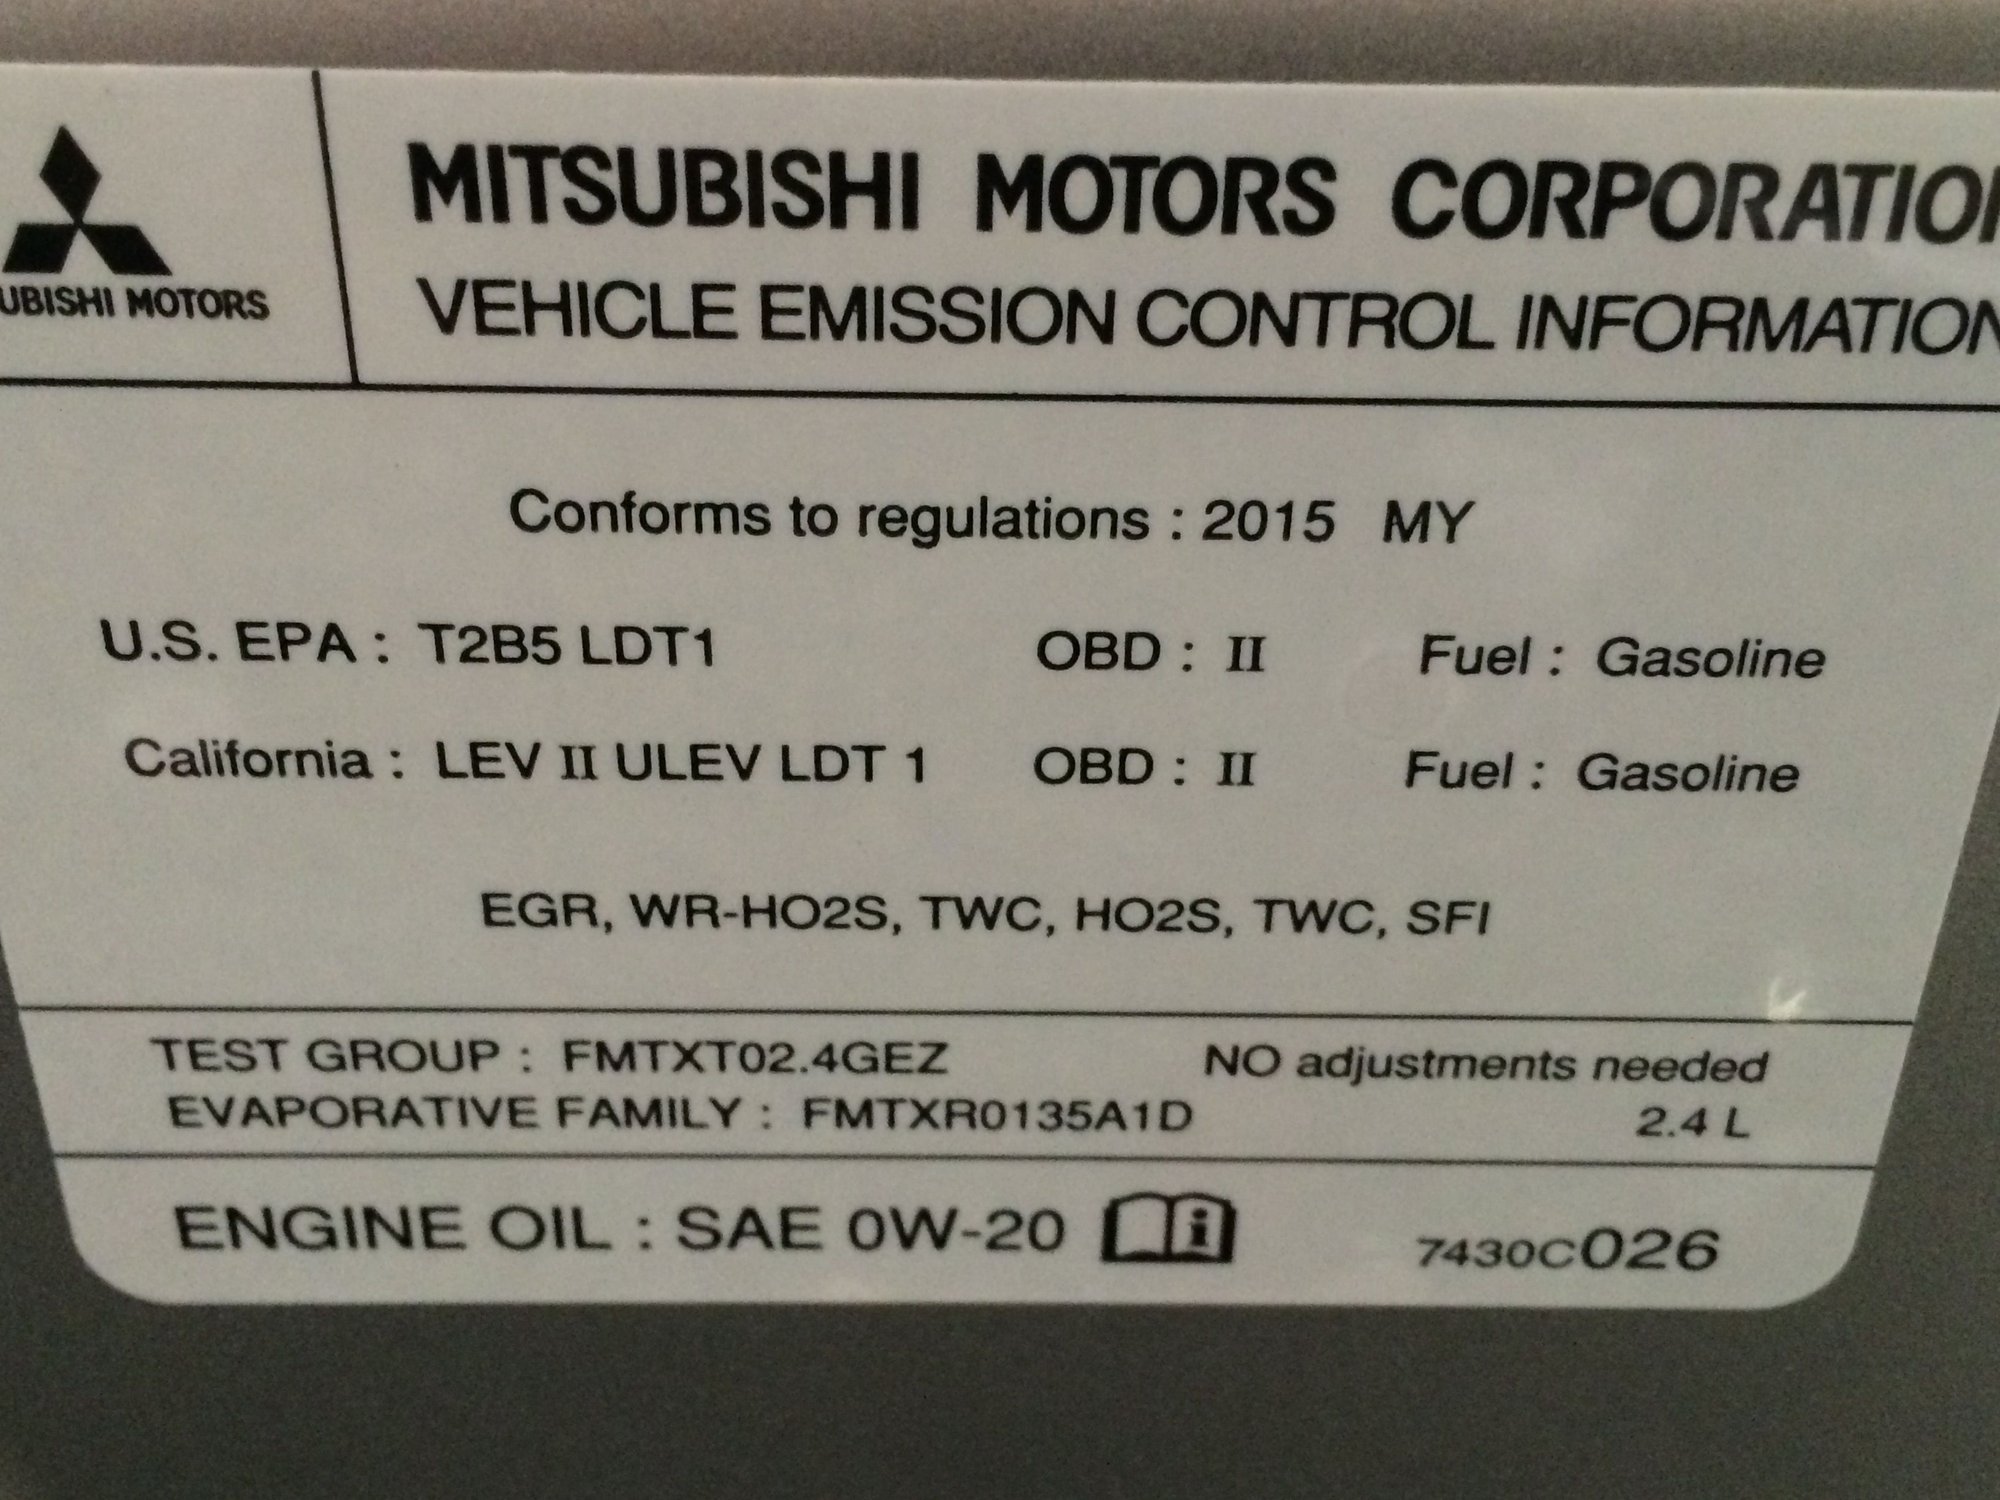 UBISHI MOTORS
MITSUBISHI MOTORS CORPORATION
VEHICLE EMISSION CONTROL INFORMATION
Conforms to regulations : 2015 MY
U.S. EPA : T2B5 LDT1 OBD : II Fuel : Gasoline
California : LEV II ULEV LDT 1 OBD : II Fuel : Gasoline
EGR, WR-HO2S, TWC, HO2S, TWC, SFI
TEST GROUP : FMTXT02.4GEZ NO adjustments needed
EVAPORATIVE FAMILY : FMTXR0135A1D 2.4 L
ENGINE OIL : SAE 0W-20 i 7430C026